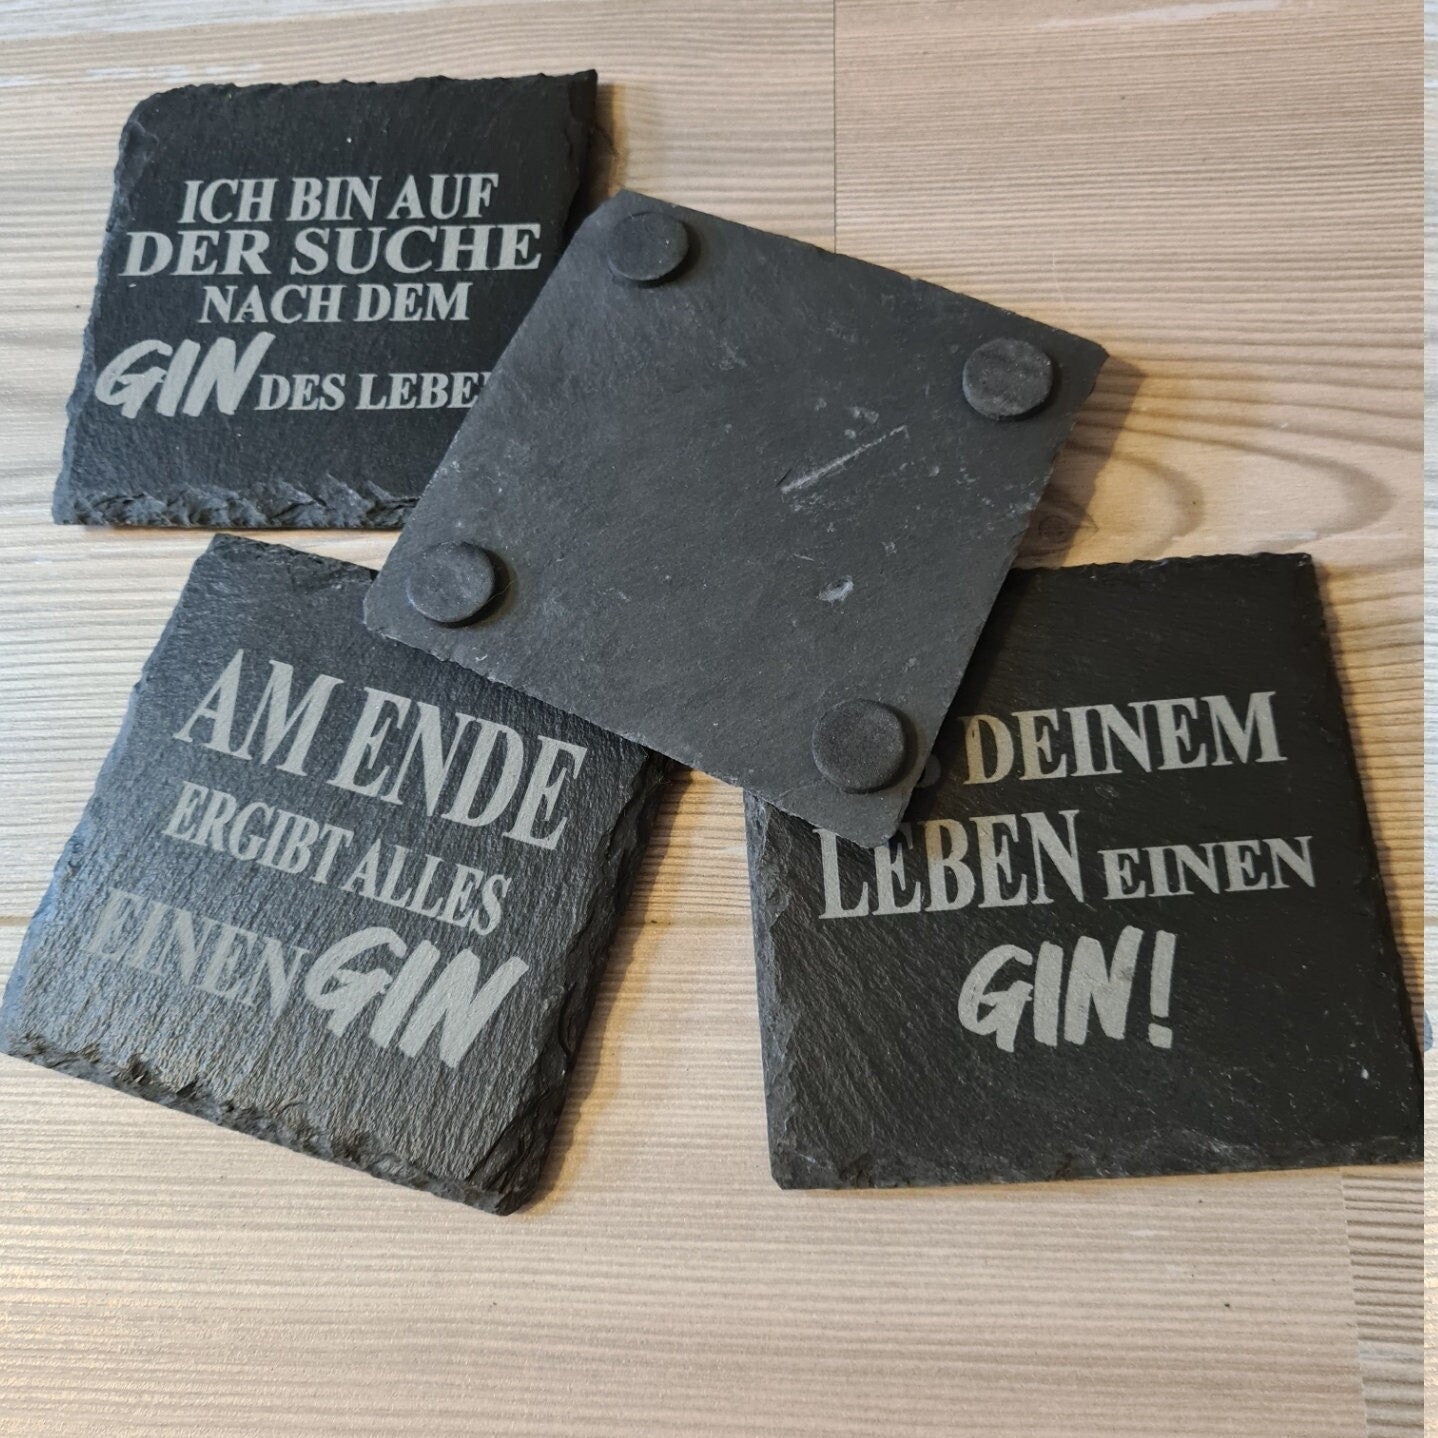 ICH BIN AUF
DER SUCHE
NACH DEM
GIN DES LEBE
AM ENDE
ERGIBT ALLES
EINEN GIN
DEINEM
LEBEN EINEN
GIN!